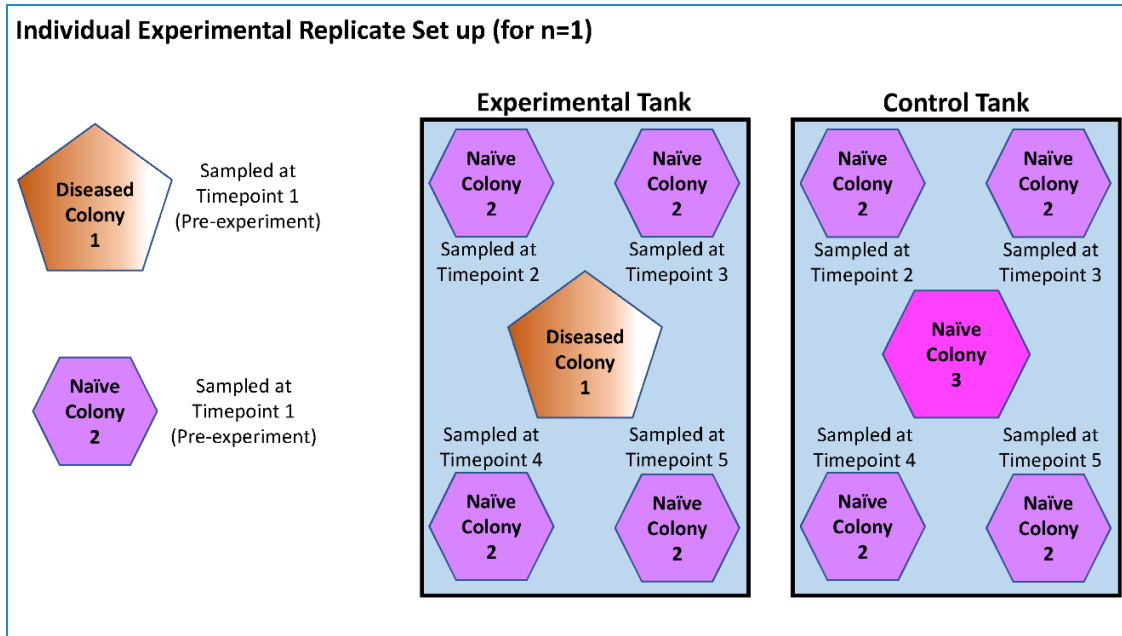 Individual Experimental Replicate Set up (for n=1)
Experimental Tank
Control Tank
Diseased
Colony
1
Sampled at
Timepoint 1
(Pre-experiment)
Naïve
Colony
2
Sampled at
Timepoint 1
(Pre-experiment)
Naïve
Colony
2
Sampled at
Timepoint 2
Naïve
Colony
2
Sampled at
Timepoint 3
Diseased
Colony
1
Sampled at
Timepoint 4
Naïve
Colony
2
Sampled at
Timepoint 5
Naïve
Colony
2
Naïve
Colony
2
Sampled at
Timepoint 2
Naïve
Colony
2
Sampled at
Timepoint 3
Naïve
Colony
3
Sampled at
Timepoint 4
Naïve
Colony
2
Sampled at
Timepoint 5
Naïve
Colony
2